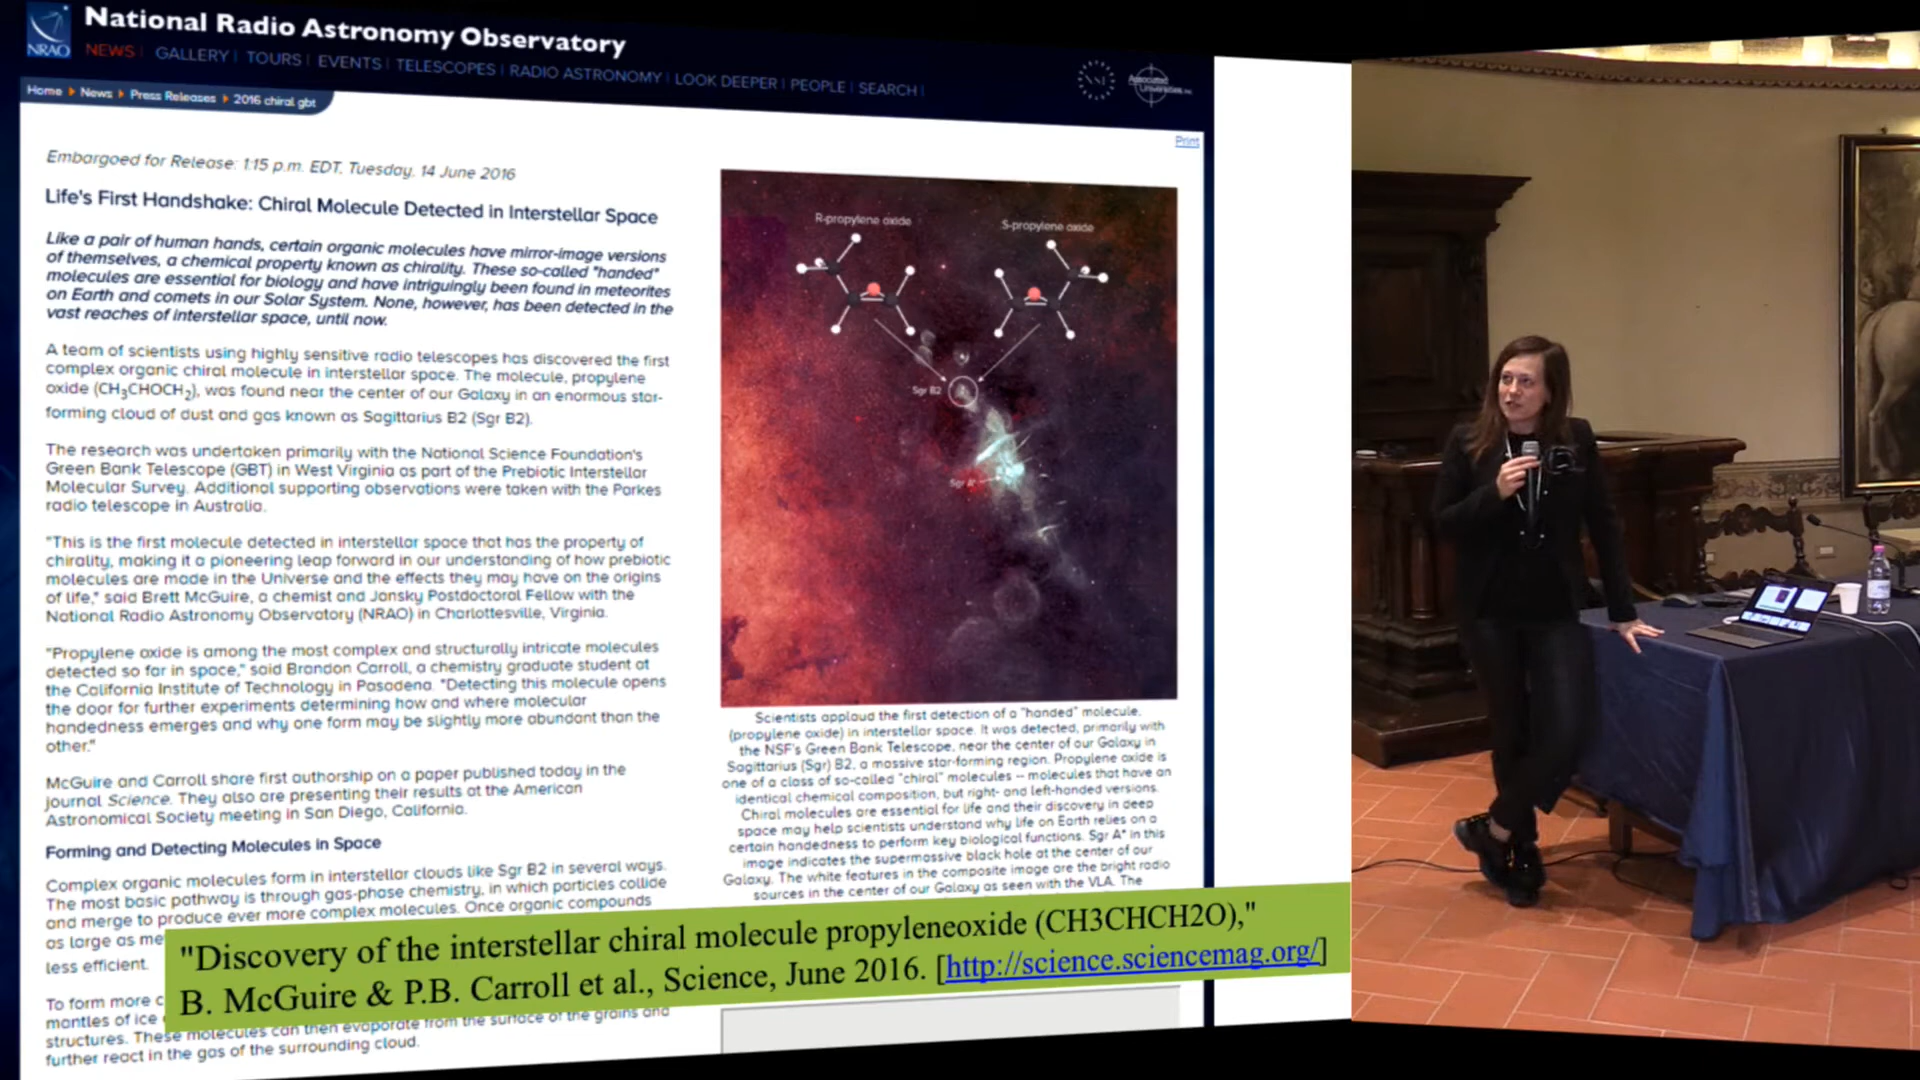 National Radio Astronomy Observatory
NRAO
NEWS | GALLERY | TOURS | EVENTS | TELESCOPES | RADIO ASTRONOMY | LOOK DEEPER | PEOPLE | SEARCH |
NSF
Associated
Universities, Inc.
Home News Press Releases 2016 chiral gbt
Print
Embargoed for Release: 1:15 p.m. EDT, Tuesday, 14 June 2016
Life's First Handshake: Chiral Molecule Detected in Interstellar Space
Like a pair of human hands, certain organic molecules have mirror-image versions
of themselves, a chemical property known as chirality. These so-called "handed"
molecules are essential for biology and have intriguingly been found in meteorites
on Earth and comets in our Solar System. None, however, has been detected in the
vast reaches of interstellar space, until now.
A team of scientists using highly sensitive radio telescopes has discovered the first
complex organic chiral molecule in interstellar space. The molecule, propylene
oxide (CH3CHOCH2), was found near the center of our Galaxy in an enormous star-
forming cloud of dust and gas known as Sagittarius B2 (Sgr B2).
The research was undertaken primarily with the National Science Foundation's
Green Bank Telescope (GBT) in West Virginia as part of the Prebiotic Interstellar
Molecular Survey. Additional supporting observations were taken with the Parkes
radio telescope in Australia.
"This is the first molecule detected in interstellar space that has the property of
chirality, making it a pioneering leap forward in our understanding of how prebiotic
molecules are made in the Universe and the effects they may have on the origins
of life," said Brett McGuire, a chemist and Jansky Postdoctoral Fellow with the
National Radio Astronomy Observatory (NRAO) in Charlottesville, Virginia.
"Propylene oxide is among the most complex and structurally intricate molecules
detected so far in space," said Brandon Carroll, a chemistry graduate student at
the California Institute of Technology in Pasadena. "Detecting this molecule opens
the door for further experiments determining how and where molecular
handedness emerges and why one form may be slightly more abundant than the
other."
McGuire and Carroll share first authorship on a paper published today in the
journal Science. They also are presenting their results at the American
Astronomical Society meeting in San Diego, California.
Forming and Detecting Molecules in Space
Complex organic molecules form in interstellar clouds like Sgr B2 in several ways.
The most basic pathway is through gas-phase chemistry, in which particles collide
and merge to produce ever more complex molecules. Once organic compounds
as large as me
less efficient.
To form more c
mantles of ice
structures. These molecules can then evaporate from the surface of the grains and
further react in the gas of the surrounding cloud.
R-propylene oxide
S-propylene oxide
Sgr B2
Sgr A*
Scientists applaud the first detection of a "handed" molecule,
(propylene oxide) in interstellar space. It was detected, primarily with
the NSF's Green Bank Telescope, near the center of our Galaxy in
Sagittarius (Sgr) B2, a massive star-forming region. Propylene oxide is
one of a class of so-called "chiral" molecules -- molecules that have an
identical chemical composition, but right- and left-handed versions.
Chiral molecules are essential for life and their discovery in deep
space may help scientists understand why life on Earth relies on a
certain handedness to perform key biological functions. Sgr A* in this
image indicates the supermassive black hole at the center of our
Galaxy. The white features in the composite image are the bright radio
sources in the center of our Galaxy as seen with the VLA. The
"Discovery of the interstellar chiral molecule propyleneoxide (CH3CHCH2O),"
B. McGuire & P.B. Carroll et al., Science, June 2016. [http://science.sciencemag.org/]